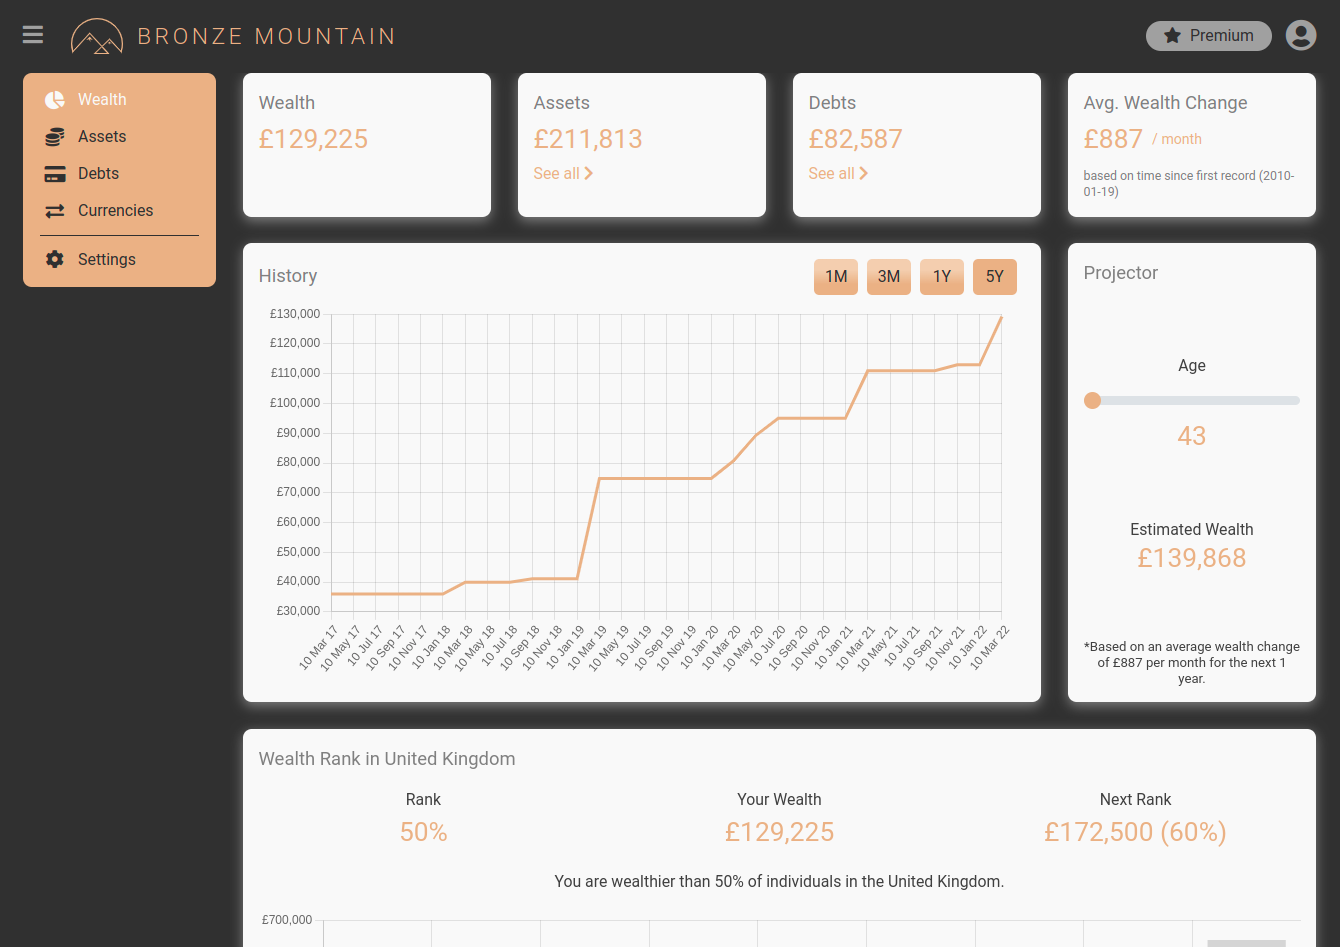 BRONZE MOUNTAIN
Premium
Wealth
Assets
Debts
Currencies
Settings
Wealth
£129,225
Assets
£211,813
See all
Debts
£82,587
See all
Avg. Wealth Change
£887 / month
based on time since first record (2010-
01-19)
History
1M 3M 1Y 5Y
£130,000
£120,000
£110,000
£100,000
£90,000
£80,000
£70,000
£60,000
£50,000
£40,000
£30,000
10 Mar 17
10 May 17
10 Jul 17
10 Sep 17
10 Nov 17
10 Jan 18
10 Mar 18
10 May 18
10 Jul 18
10 Sep 18
10 Nov 18
10 Jan 19
10 Mar 19
10 May 19
10 Jul 19
10 Sep 19
10 Nov 19
10 Jan 20
10 Mar 20
10 May 20
10 Jul 20
10 Sep 20
10 Nov 20
10 Jan 21
10 Mar 21
10 May 21
10 Jul 21
10 Sep 21
10 Nov 21
10 Jan 22
10 Mar 22
Projector
Age
43
Estimated Wealth
£139,868
*Based on an average wealth change
of £887 per month for the next 1
year.
Wealth Rank in United Kingdom
Rank
50%
Your Wealth
£129,225
Next Rank
£172,500 (60%)
You are wealthier than 50% of individuals in the United Kingdom.
£700,000